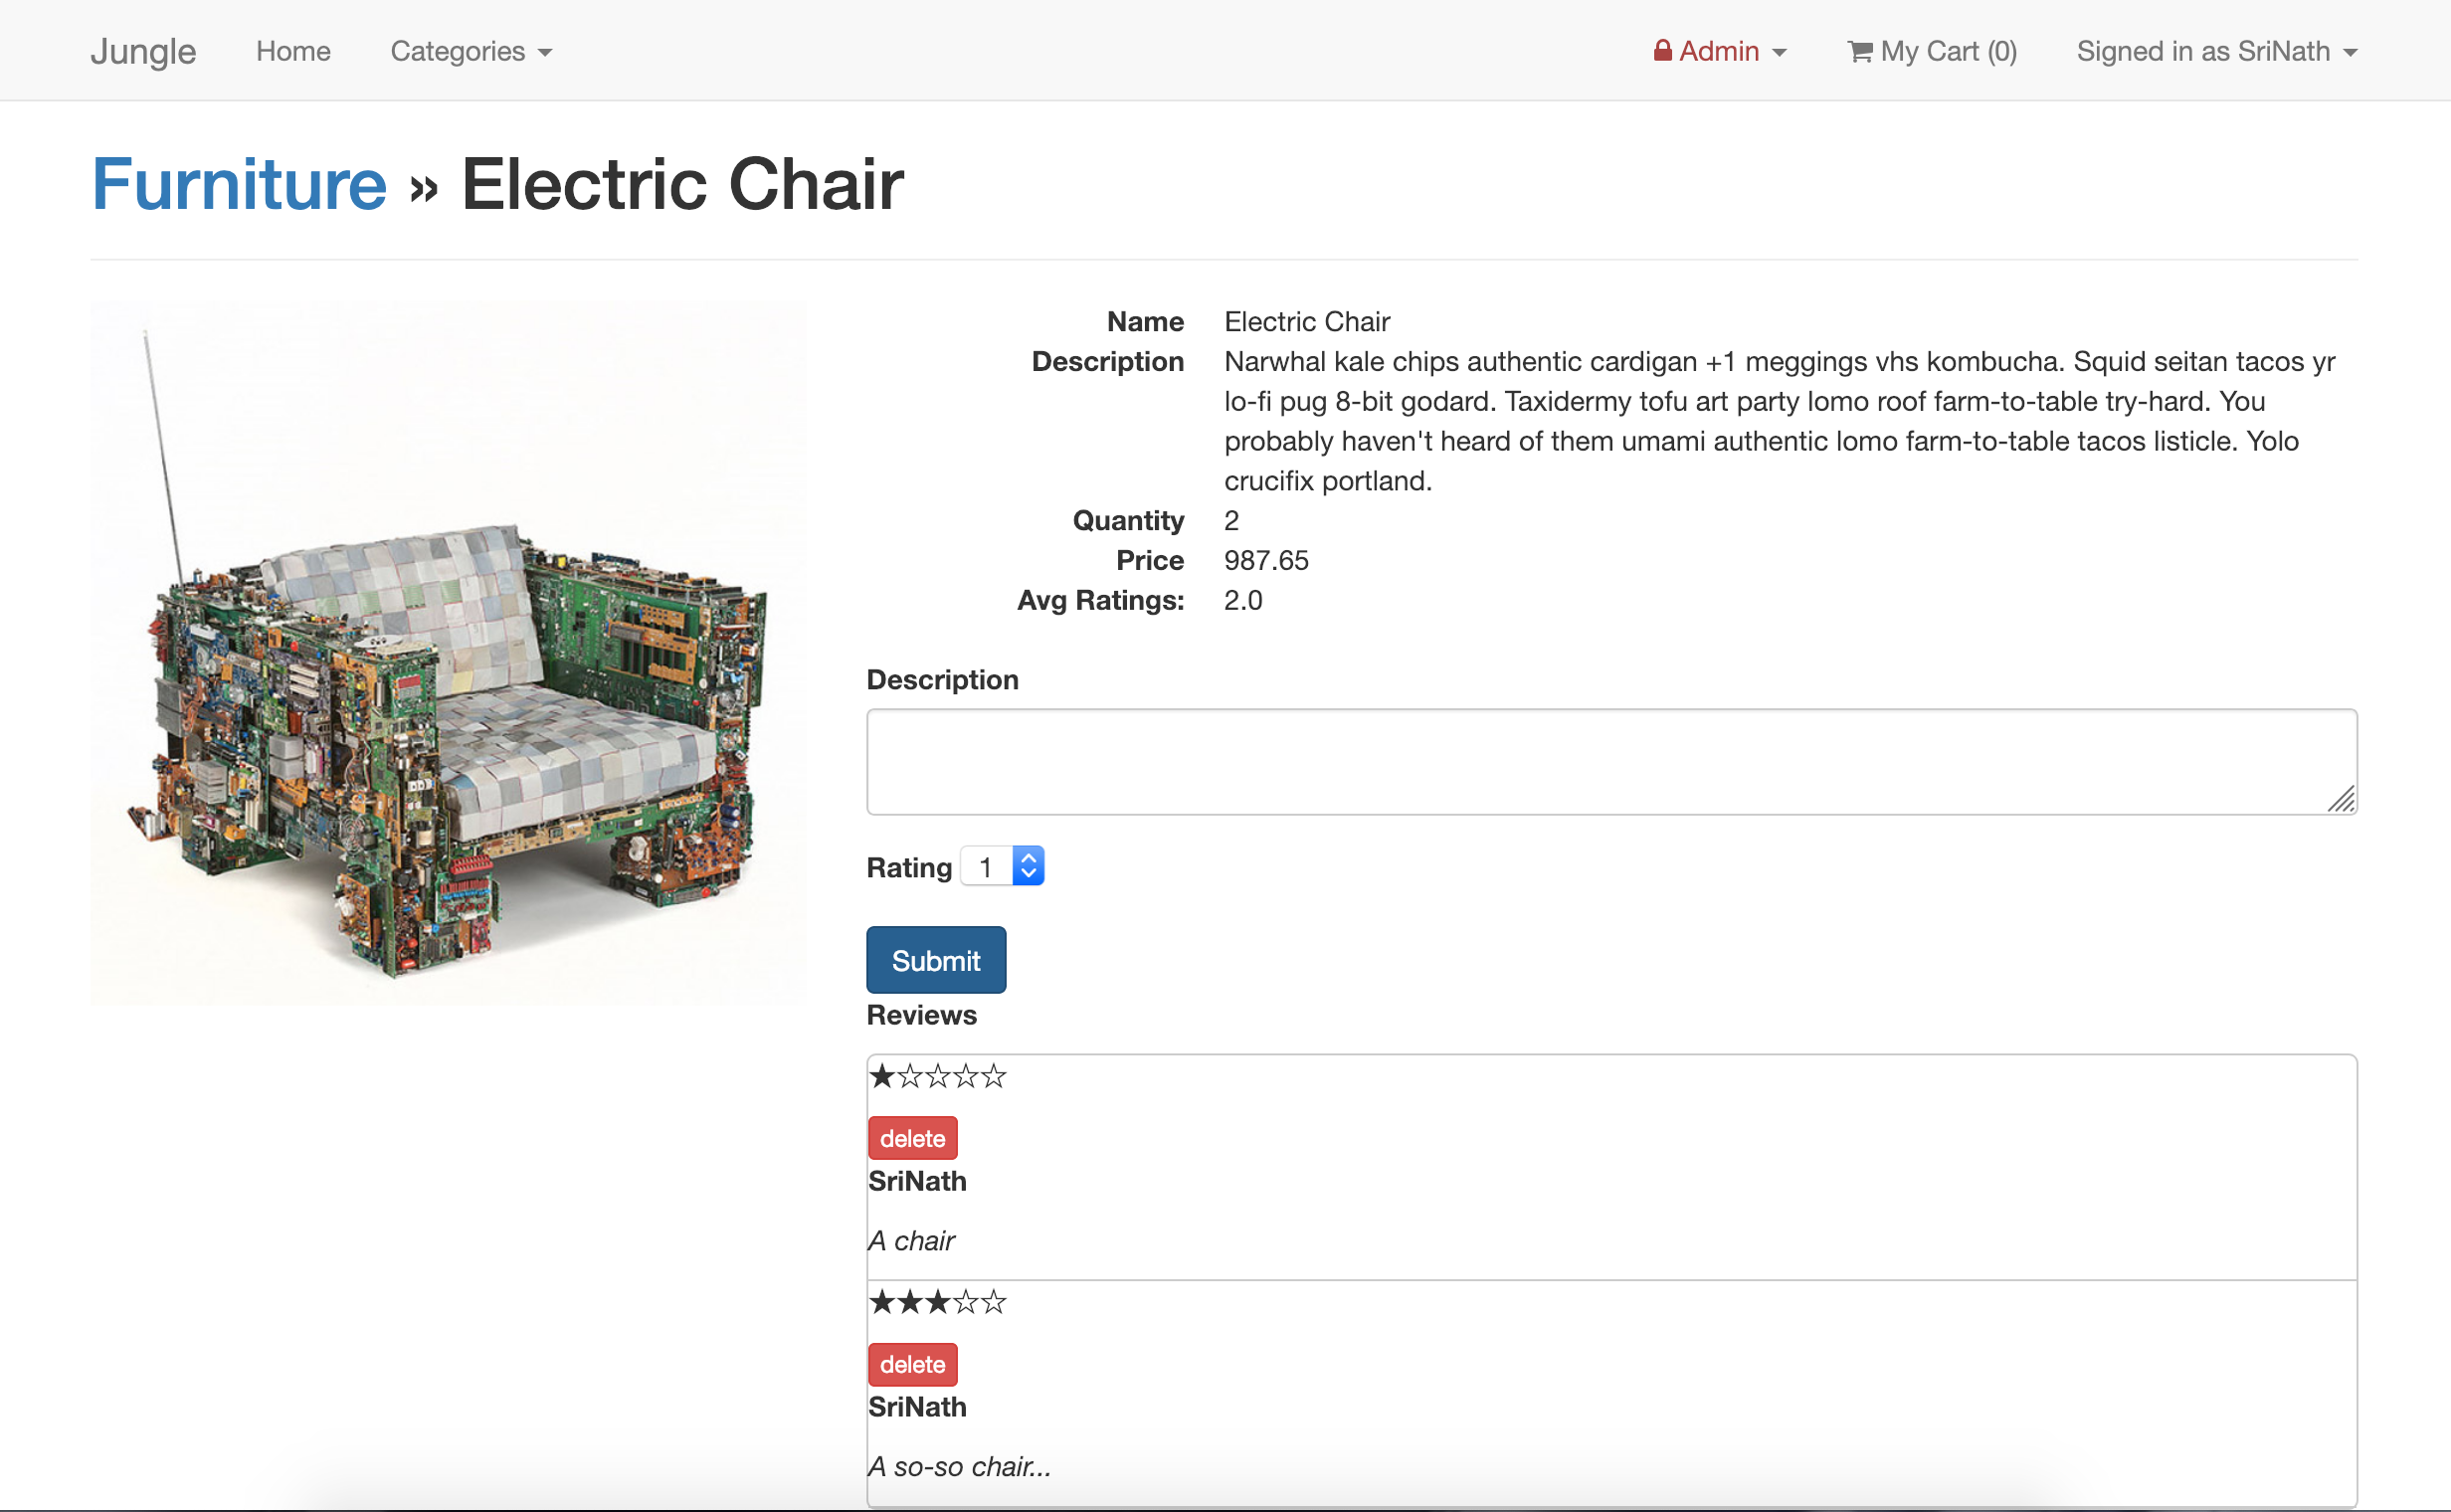 Jungle Home Categories Admin My Cart (0) Signed in as SriNath
Furniture » Electric Chair
Name Electric Chair
Description Narwhal kale chips authentic cardigan +1 meggings vhs kombucha. Squid seitan tacos yr
lo-fi pug 8-bit godard. Taxidermy tofu art party lomo roof farm-to-table try-hard. You
probably haven't heard of them umami authentic lomo farm-to-table tacos listicle. Yolo
crucifix portland.
Quantity 2
Price 987.65
Avg Ratings: 2.0
Description
Rating 1
Submit
Reviews
★☆☆☆☆
delete
SriNath
A chair
★★★☆☆
delete
SriNath
A so-so chair...